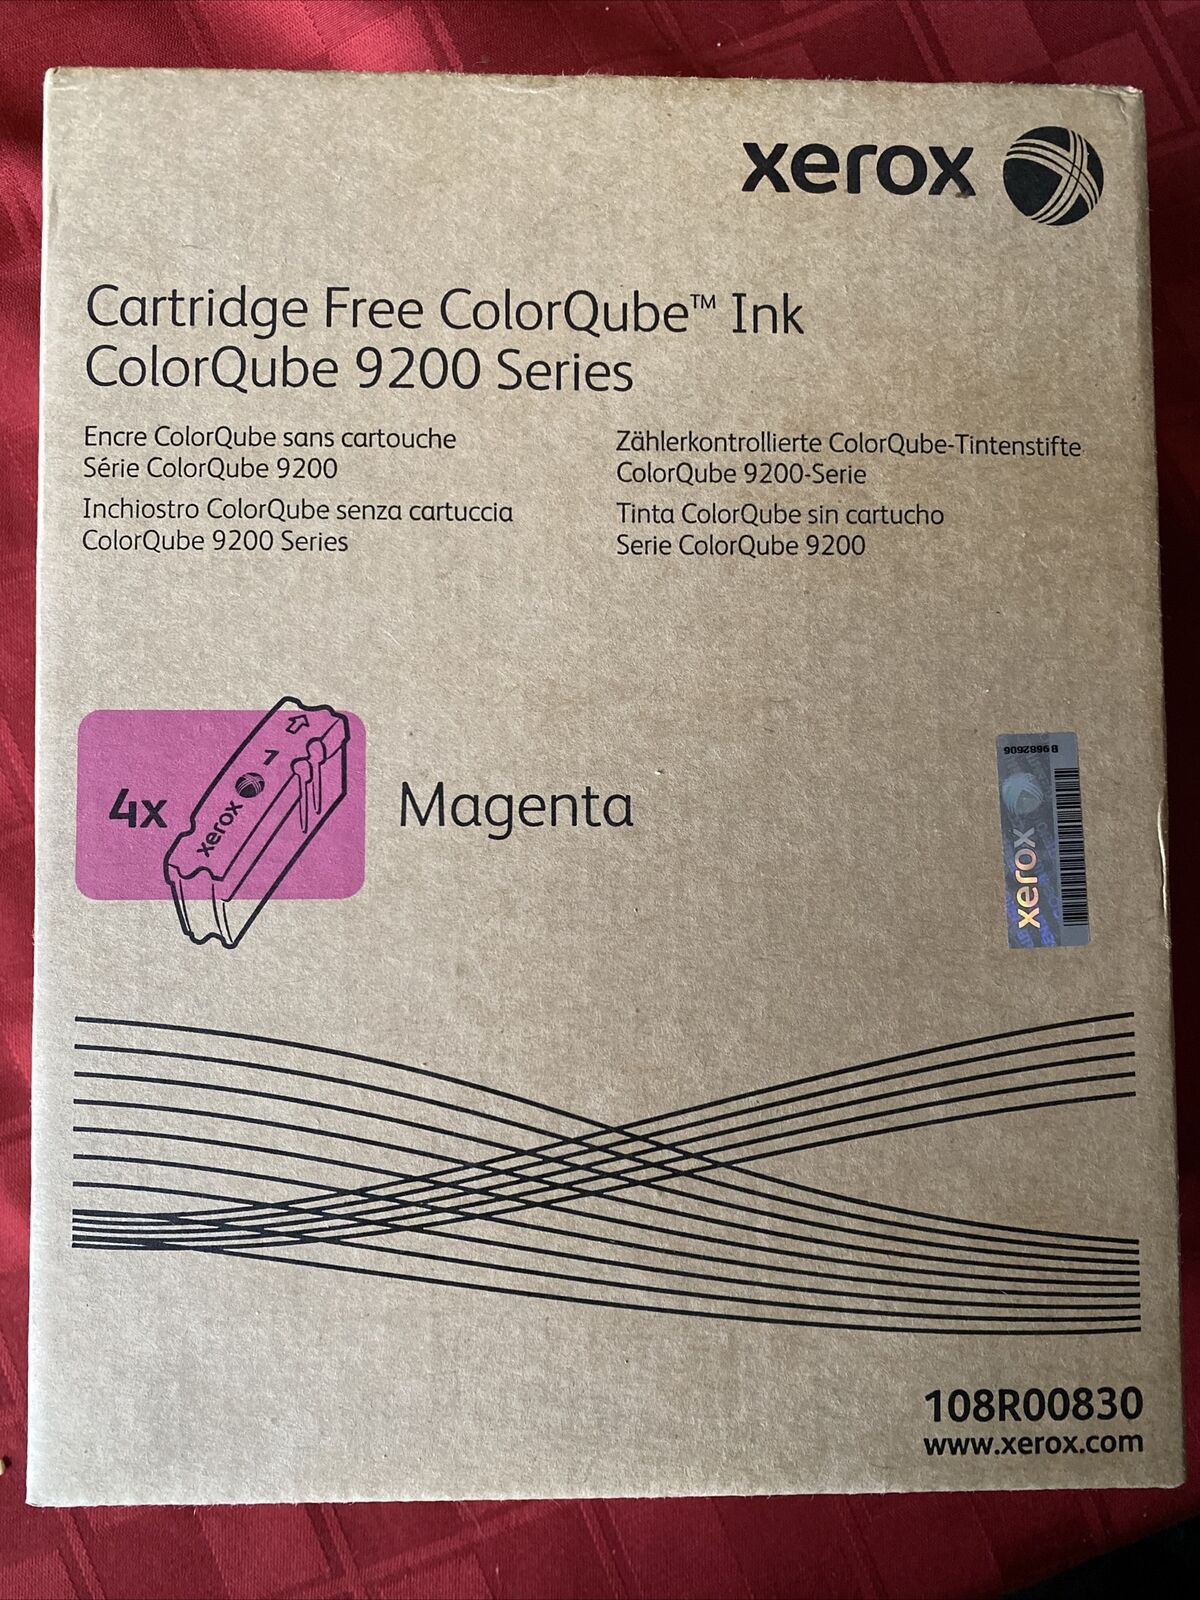 xerox
Cartridge Free ColorQube™ Ink
ColorQube 9200 Series
Encre ColorQube sans cartouche
Série ColorQube 9200
Inchiostro ColorQube senza cartuccia
ColorQube 9200 Series
Zählerkontrollierte ColorQube-Tintenstifte
ColorQube 9200-Serie
Tinta ColorQube sin cartucho
Serie ColorQube 9200
4x
xerox
1
Magenta
B 9682606
xerox
108R00830
www.xerox.com